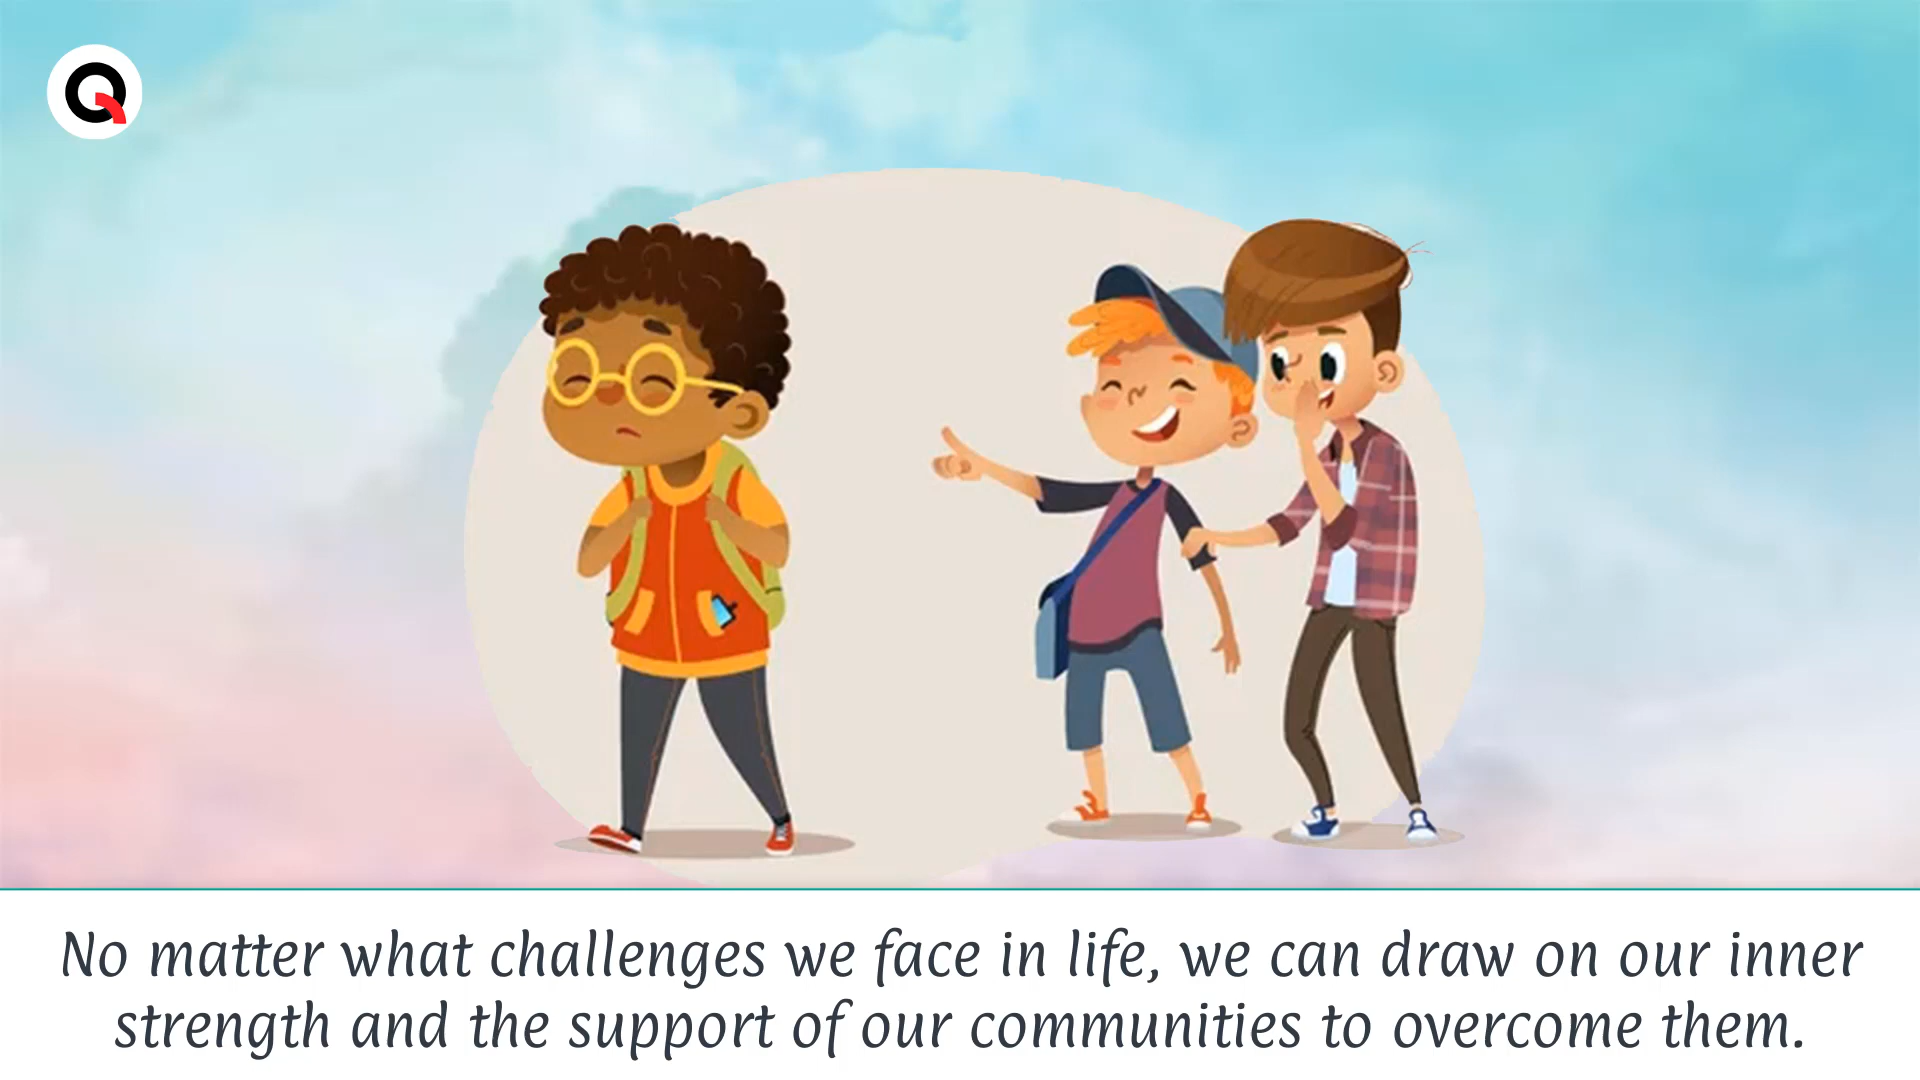 No matter what challenges we face in life, we can draw on our inner
strength and the support of our communities to overcome them.